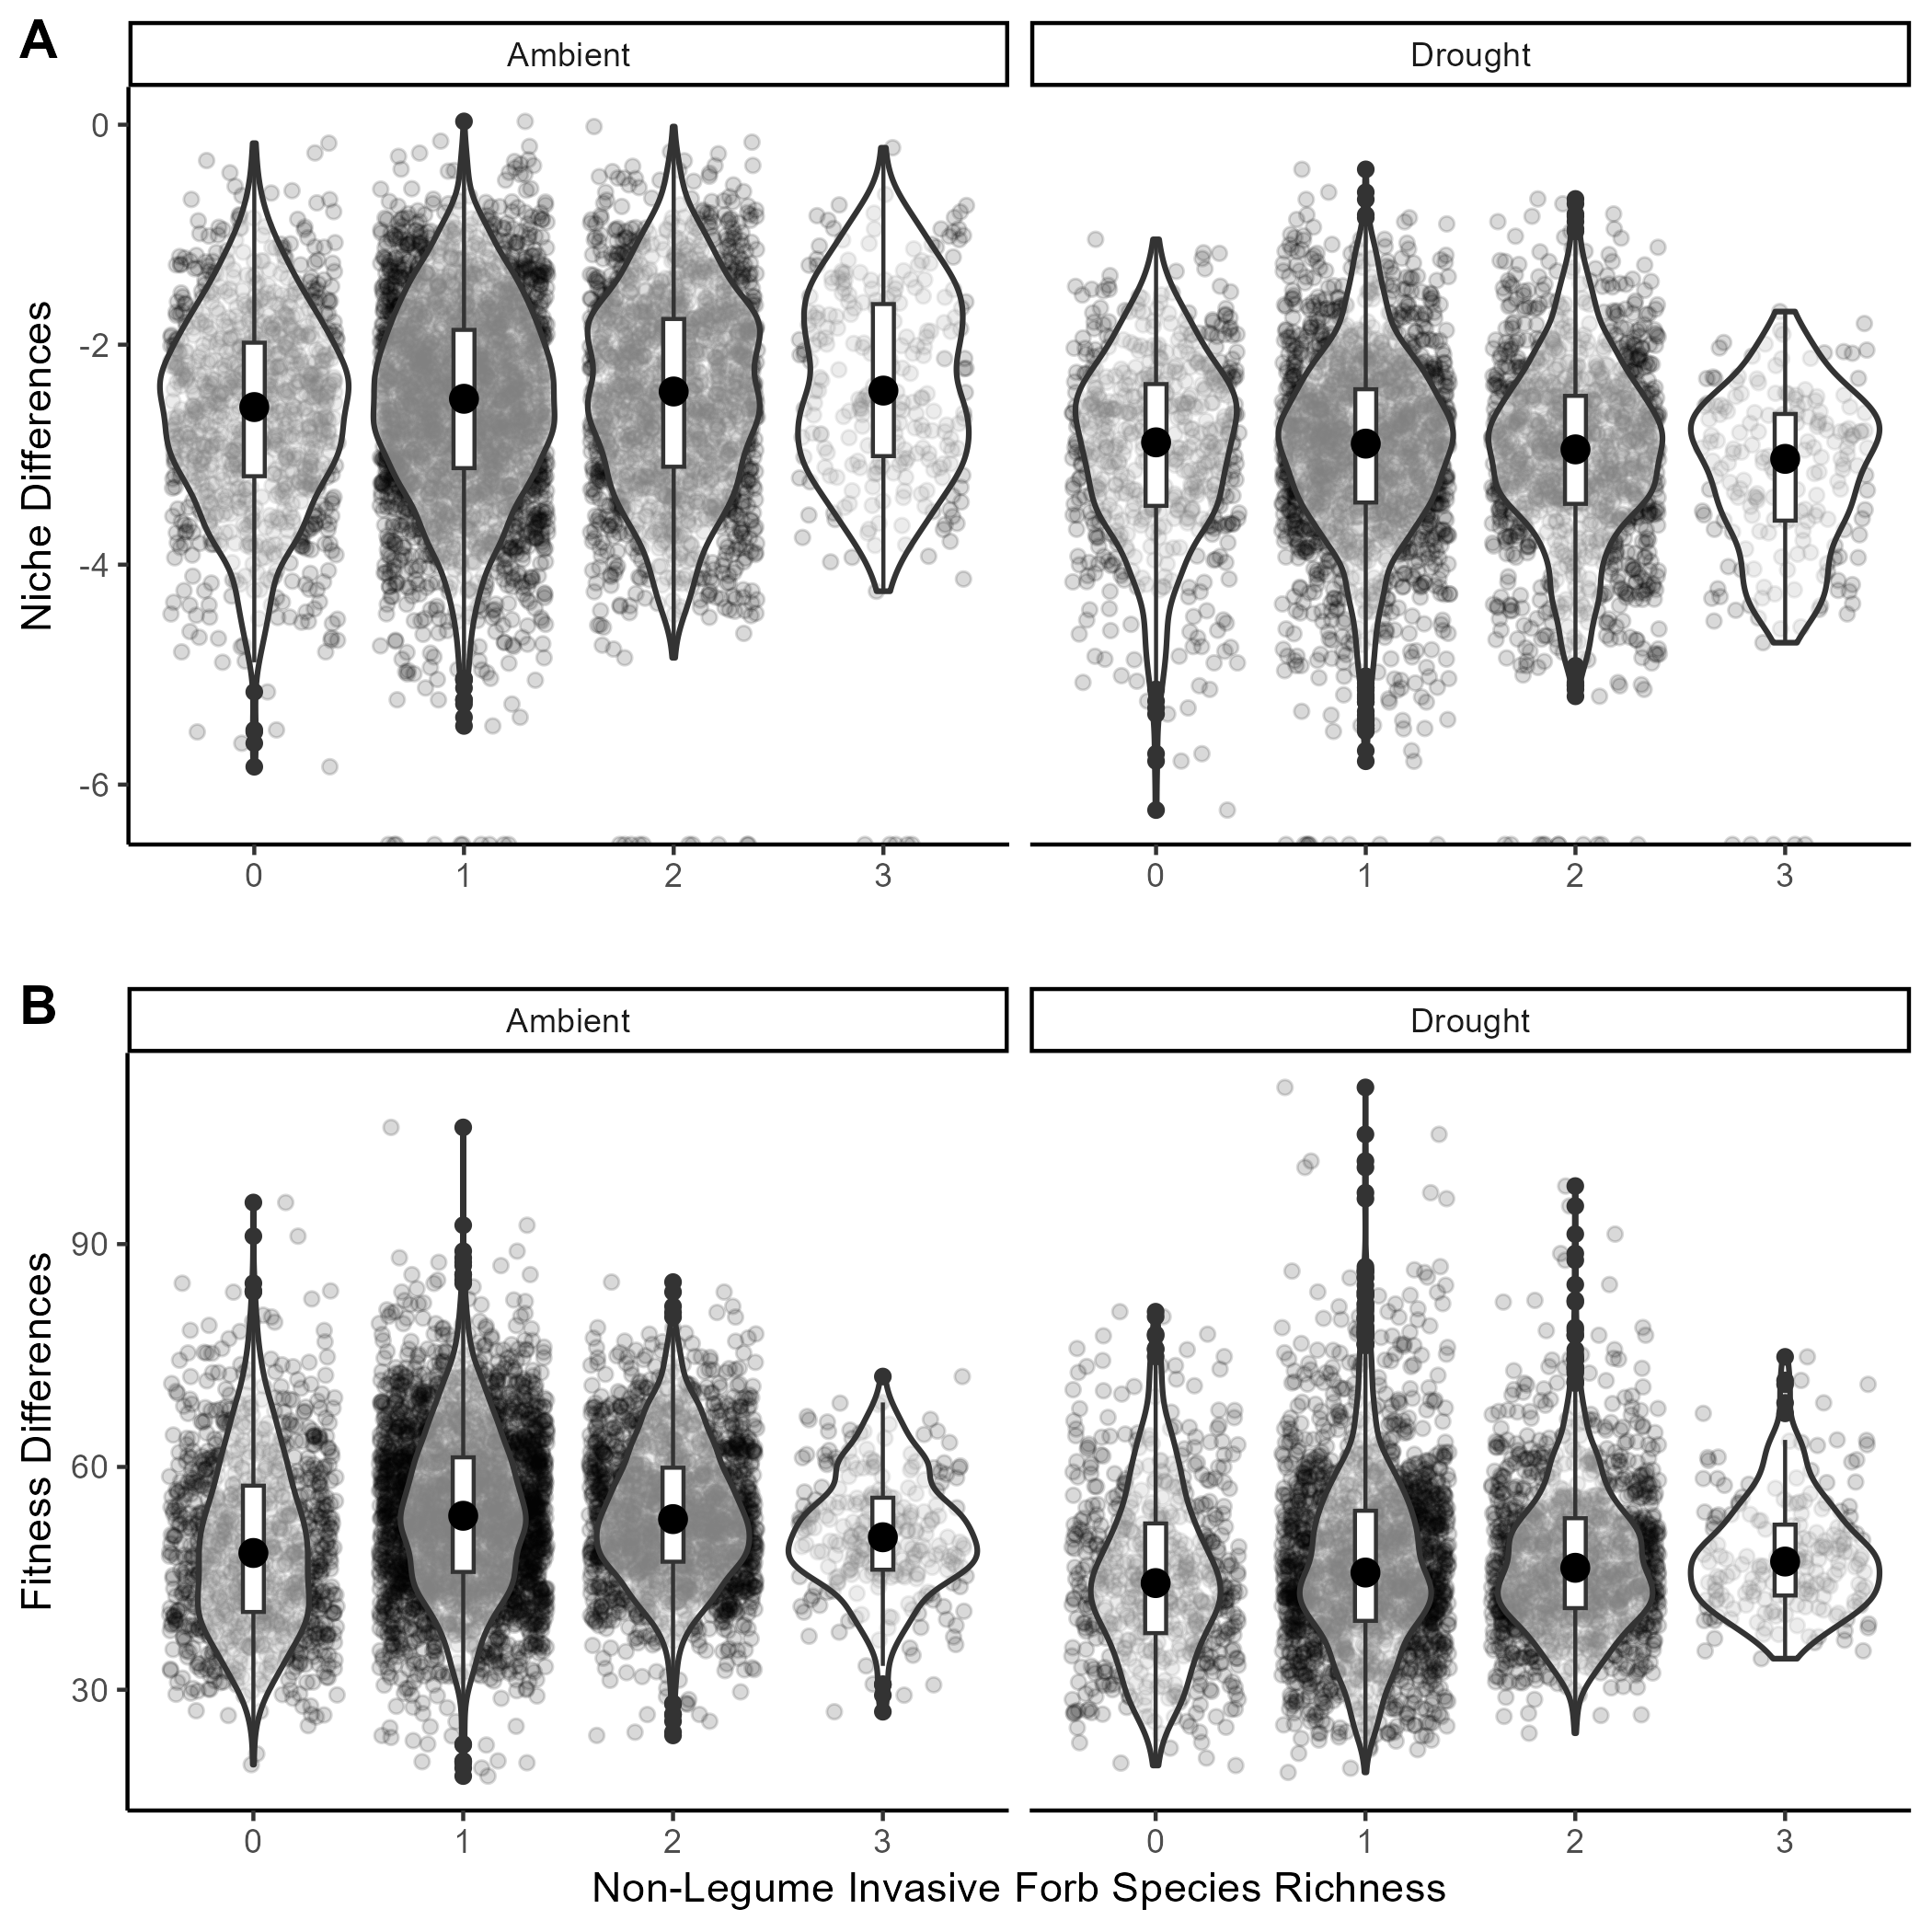 A
Ambient
Drought
Niche Differences
0
-2
-4
-6
0 1 2 3
0 1 2 3
B
Ambient
Drought
Fitness Differences
90
60
30
0 1 2 3
0 1 2 3
Non-Legume Invasive Forb Species Richness